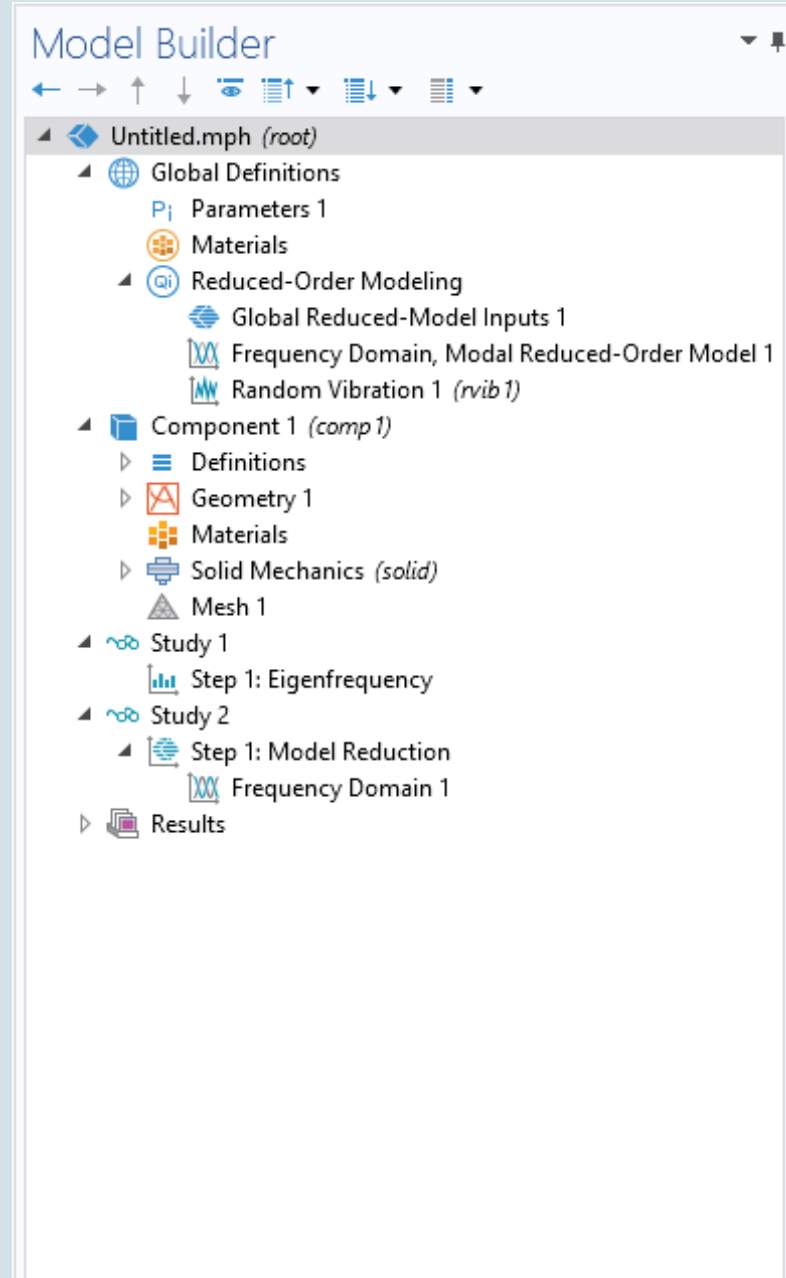 Model Builder
Untitled.mph (root)
Global Definitions
Pi Parameters 1
Materials
Qi Reduced-Order Modeling
Global Reduced-Model Inputs 1
Frequency Domain, Modal Reduced-Order Model 1
Random Vibration 1 (rvib1)
Component 1 (comp1)
Definitions
Geometry 1
Materials
Solid Mechanics (solid)
Mesh 1
Study 1
Step 1: Eigenfrequency
Study 2
Step 1: Model Reduction
Frequency Domain 1
Results